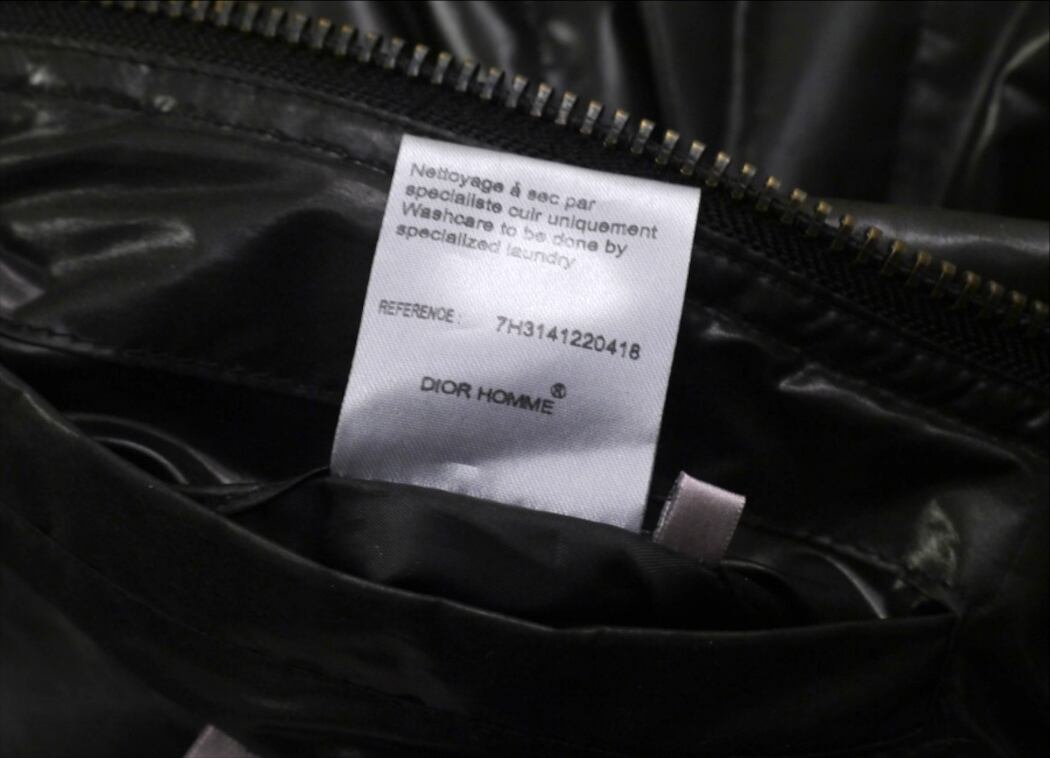 Nettoyage à sec par
specialiste cuir uniquement
Washcare to be done by
specialized laundry
REFERENCE : 7H3141220418
DIOR HOMME®